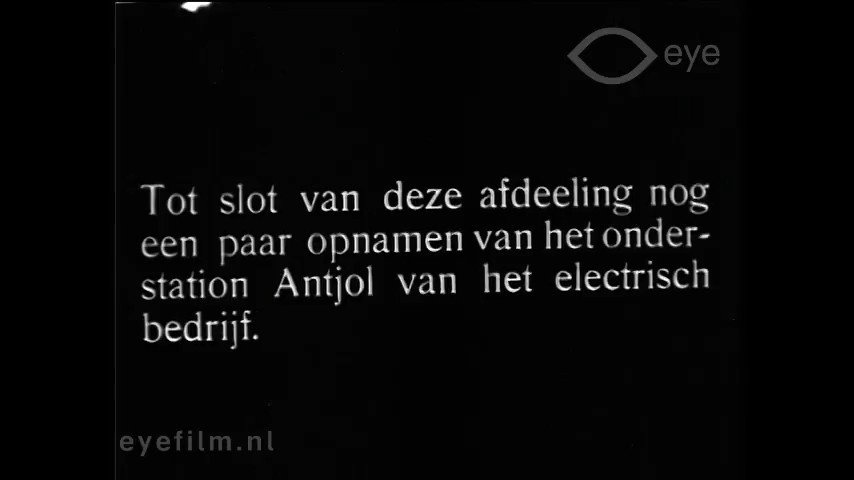 eye
Tot slot van deze afdeeling nog
een paar opnamen van het onder-
station Antjol van het electrisch
bedrijf.
eyefilm.nl